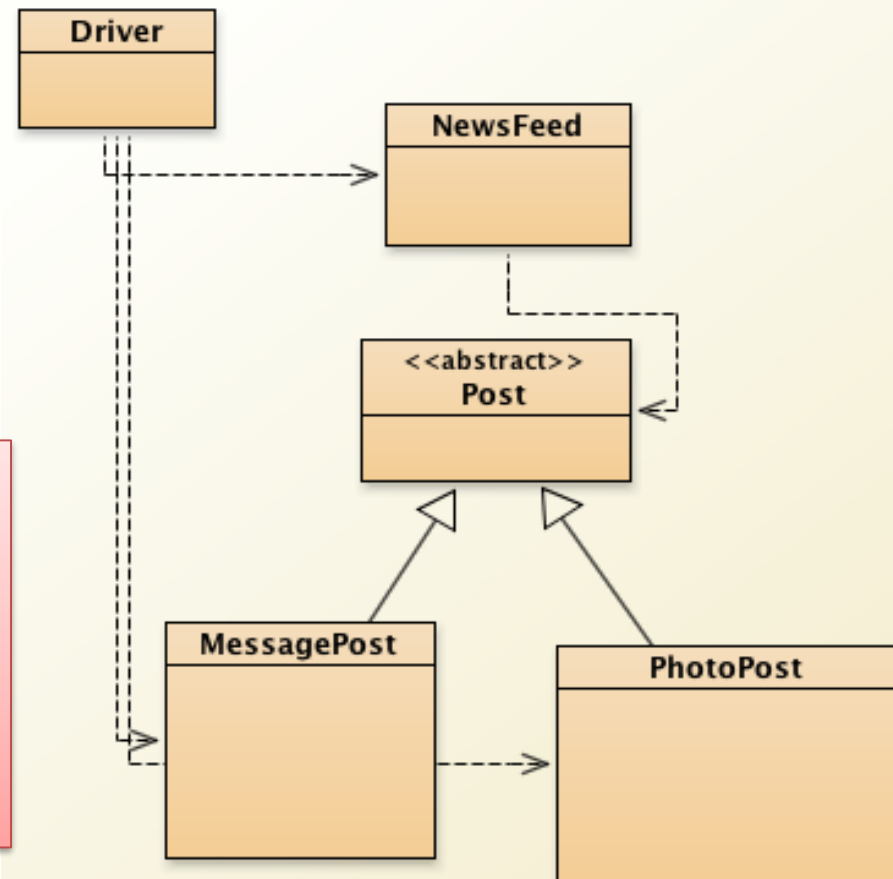 Driver
NewsFeed
<<abstract>>
Post
MessagePost
PhotoPost